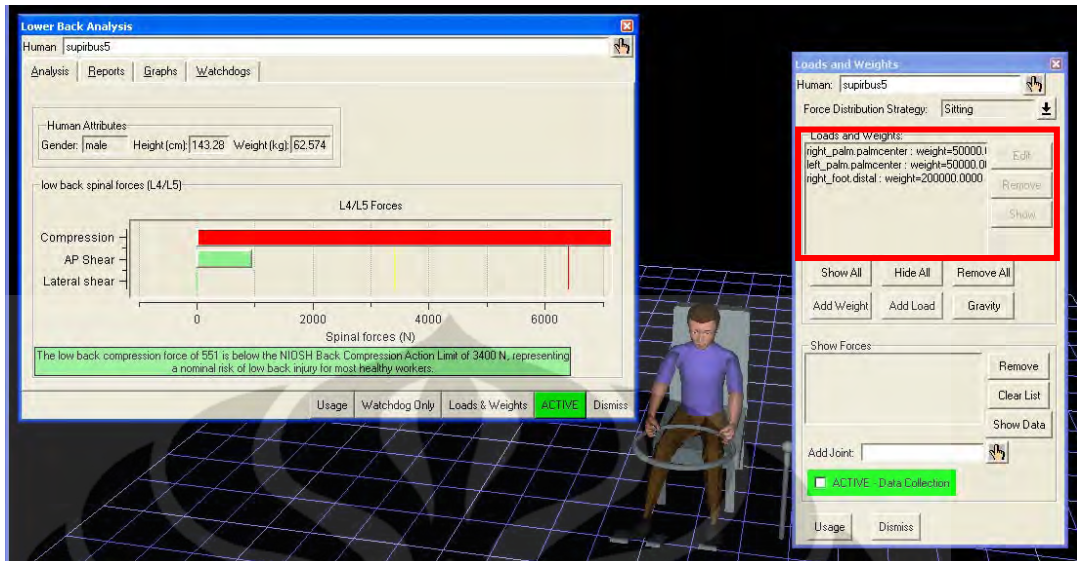 Lower Back Analysis
Human supirbus5
Analysis Reports Graphs Watchdogs
Human Attributes
Gender: male Height (cm): 143.28 Weight (kg): 62.574
low back spinal forces (L4/L5)
L4/L5 Forces
Compression
AP Shear
Lateral shear
0 2000 4000 6000
Spinal forces (N)
The low back compression force of 551 is below the NIOSH Back Compression Action Limit of 3400 N, representing
a nominal risk of low back injury for most healthy workers.
Usage Watchdog Only Loads & Weights ACTIVE Dismiss
Loads and Weights
Human: supirbus5
Force Distribution Strategy: Sitting
Loads and Weights:
right_palm.palmcenter : weight=50000.0
left_palm.palmcenter : weight=50000.0
right_foot.distal : weight=200000.0000
Edit
Remove
Show
Show All Hide All Remove All
Add Weight Add Load Gravity
Show Forces
Remove
Clear List
Show Data
Add Joint:
ACTIVE - Data Collection
Usage Dismiss